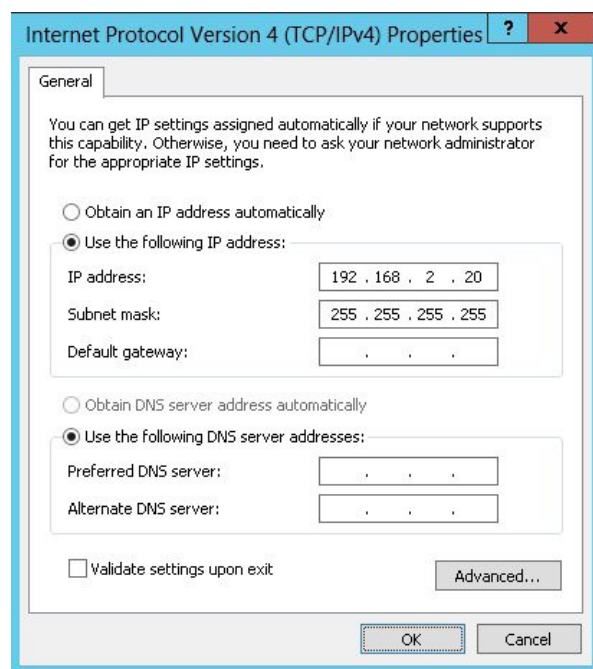 Internet Protocol Version 4 (TCP/IPv4) Properties ? x
General
You can get IP settings assigned automatically if your network supports
this capability. Otherwise, you need to ask your network administrator
for the appropriate IP settings.
Obtain an IP address automatically
Use the following IP address:
IP address: 192 . 168 . 2 . 20
Subnet mask: 255 . 255 . 255 . 255
Default gateway: . . .
Obtain DNS server address automatically
Use the following DNS server addresses:
Preferred DNS server: . . .
Alternate DNS server: . . .
Validate settings upon exit Advanced...
OK Cancel